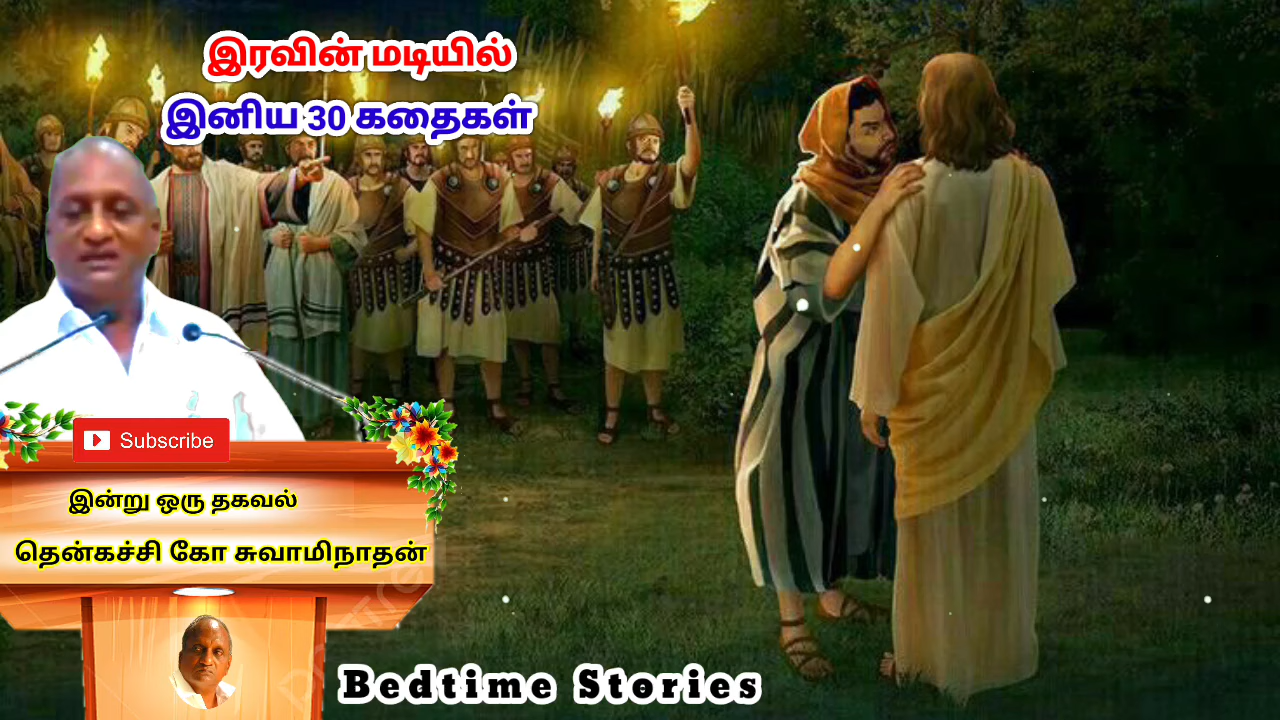 இரவின் மடியில்
இனிய 30 கதைகள்
Subscribe
இன்று ஒரு தகவல்
தென்கச்சி கோ சுவாமிநாதன்
Bedtime Stories